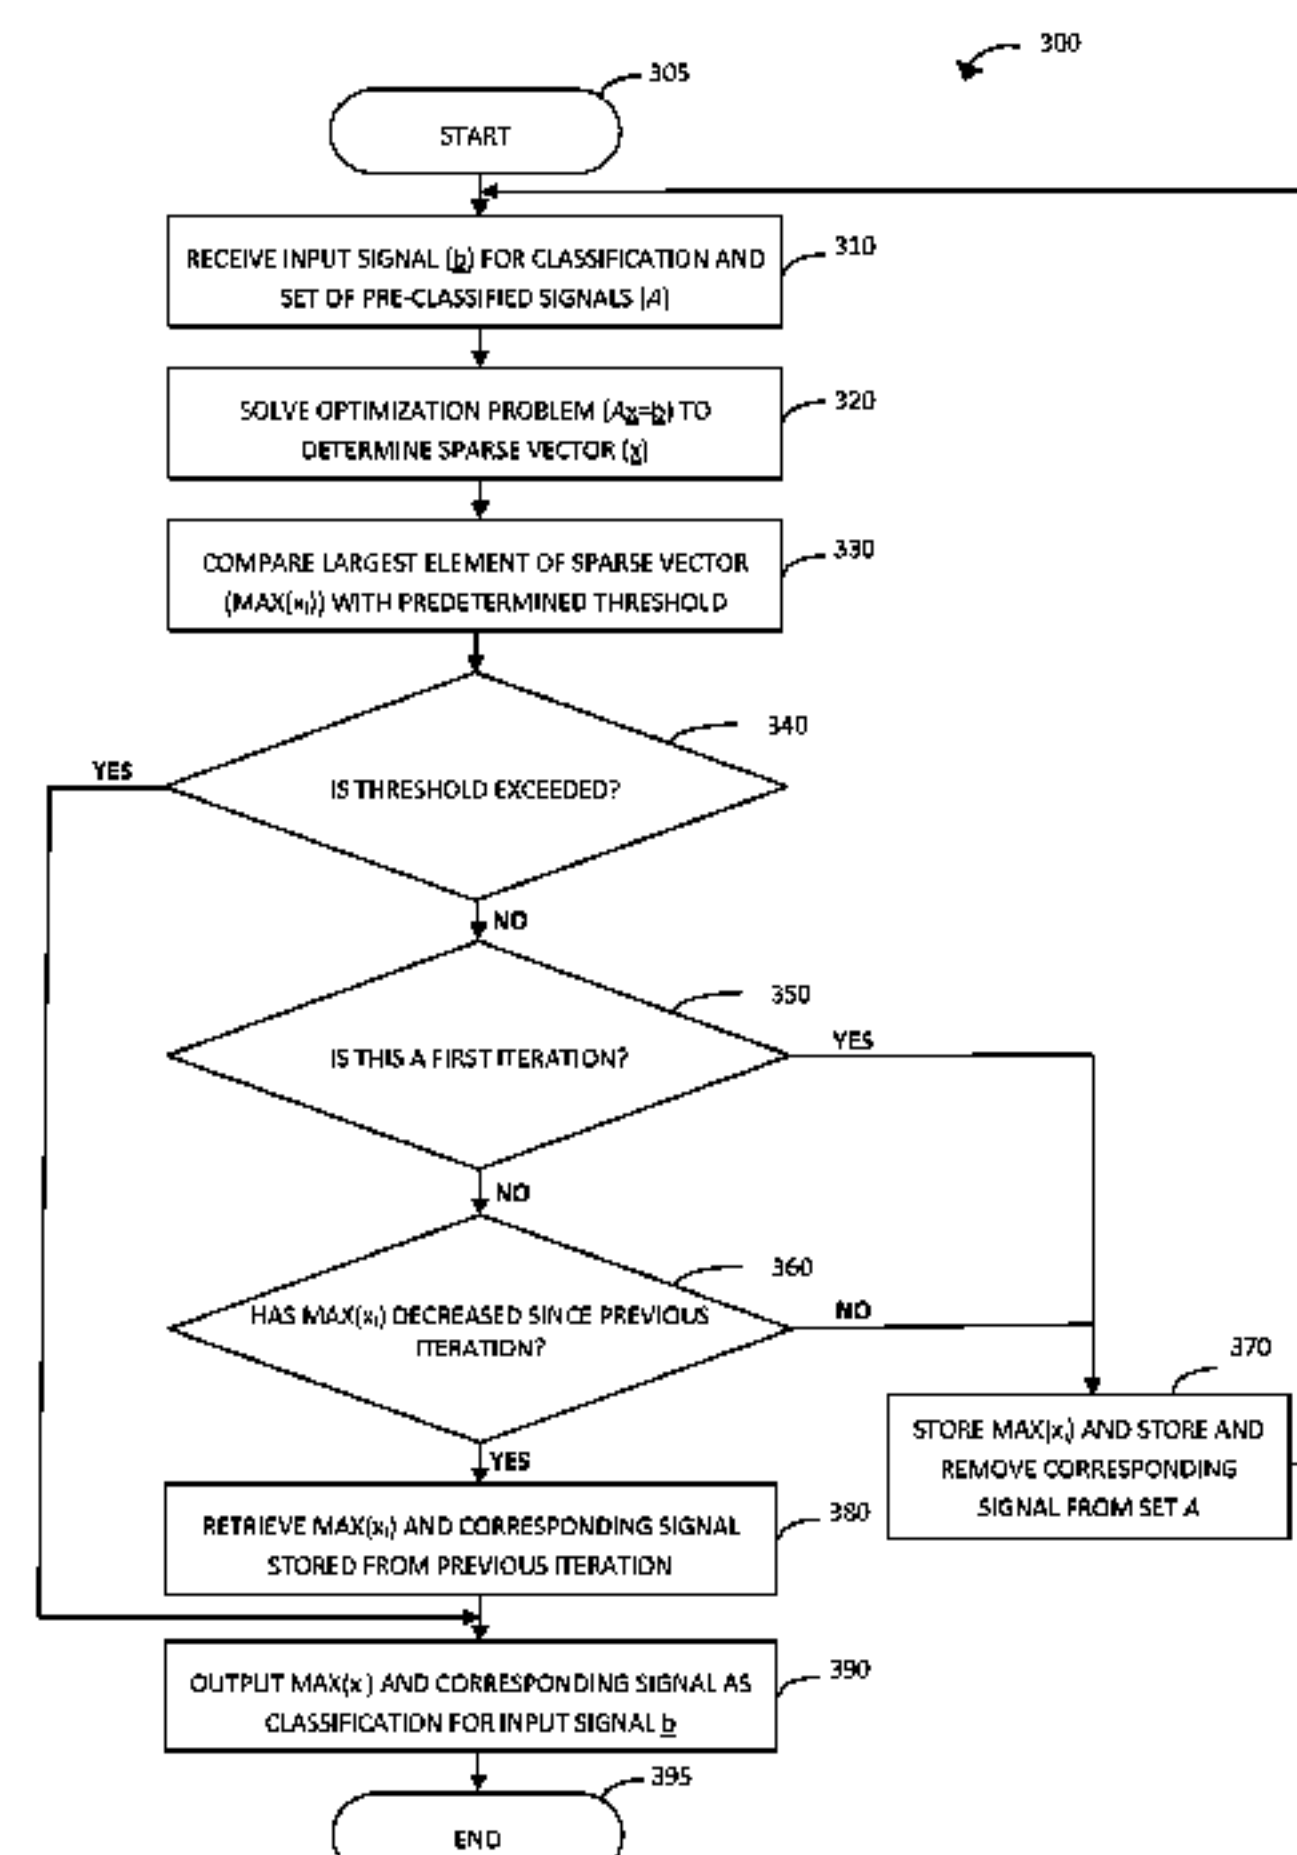 300
305
START
RECEIVE INPUT SIGNAL (b) FOR CLASSIFICATION AND
SET OF PRE-CLASSIFIED SIGNALS (A)
310
SOLVE OPTIMIZATION PROBLEM (Ax=b) TO
DETERMINE SPARSE VECTOR (x)
320
COMPARE LARGEST ELEMENT OF SPARSE VECTOR
(MAX(xᵢ)) WITH PREDETERMINED THRESHOLD
330
340
YES
IS THRESHOLD EXCEEDED?
NO
350
IS THIS A FIRST ITERATION?
YES
NO
360
HAS MAX(xᵢ) DECREASED SINCE PREVIOUS
ITERATION?
NO
370
STORE MAX(xᵢ) AND STORE AND
REMOVE CORRESPONDING
SIGNAL FROM SET A
YES
RETRIEVE MAX(xᵢ) AND CORRESPONDING SIGNAL
STORED FROM PREVIOUS ITERATION
380
OUTPUT MAX(x ) AND CORRESPONDING SIGNAL AS
CLASSIFICATION FOR INPUT SIGNAL b
390
395
END